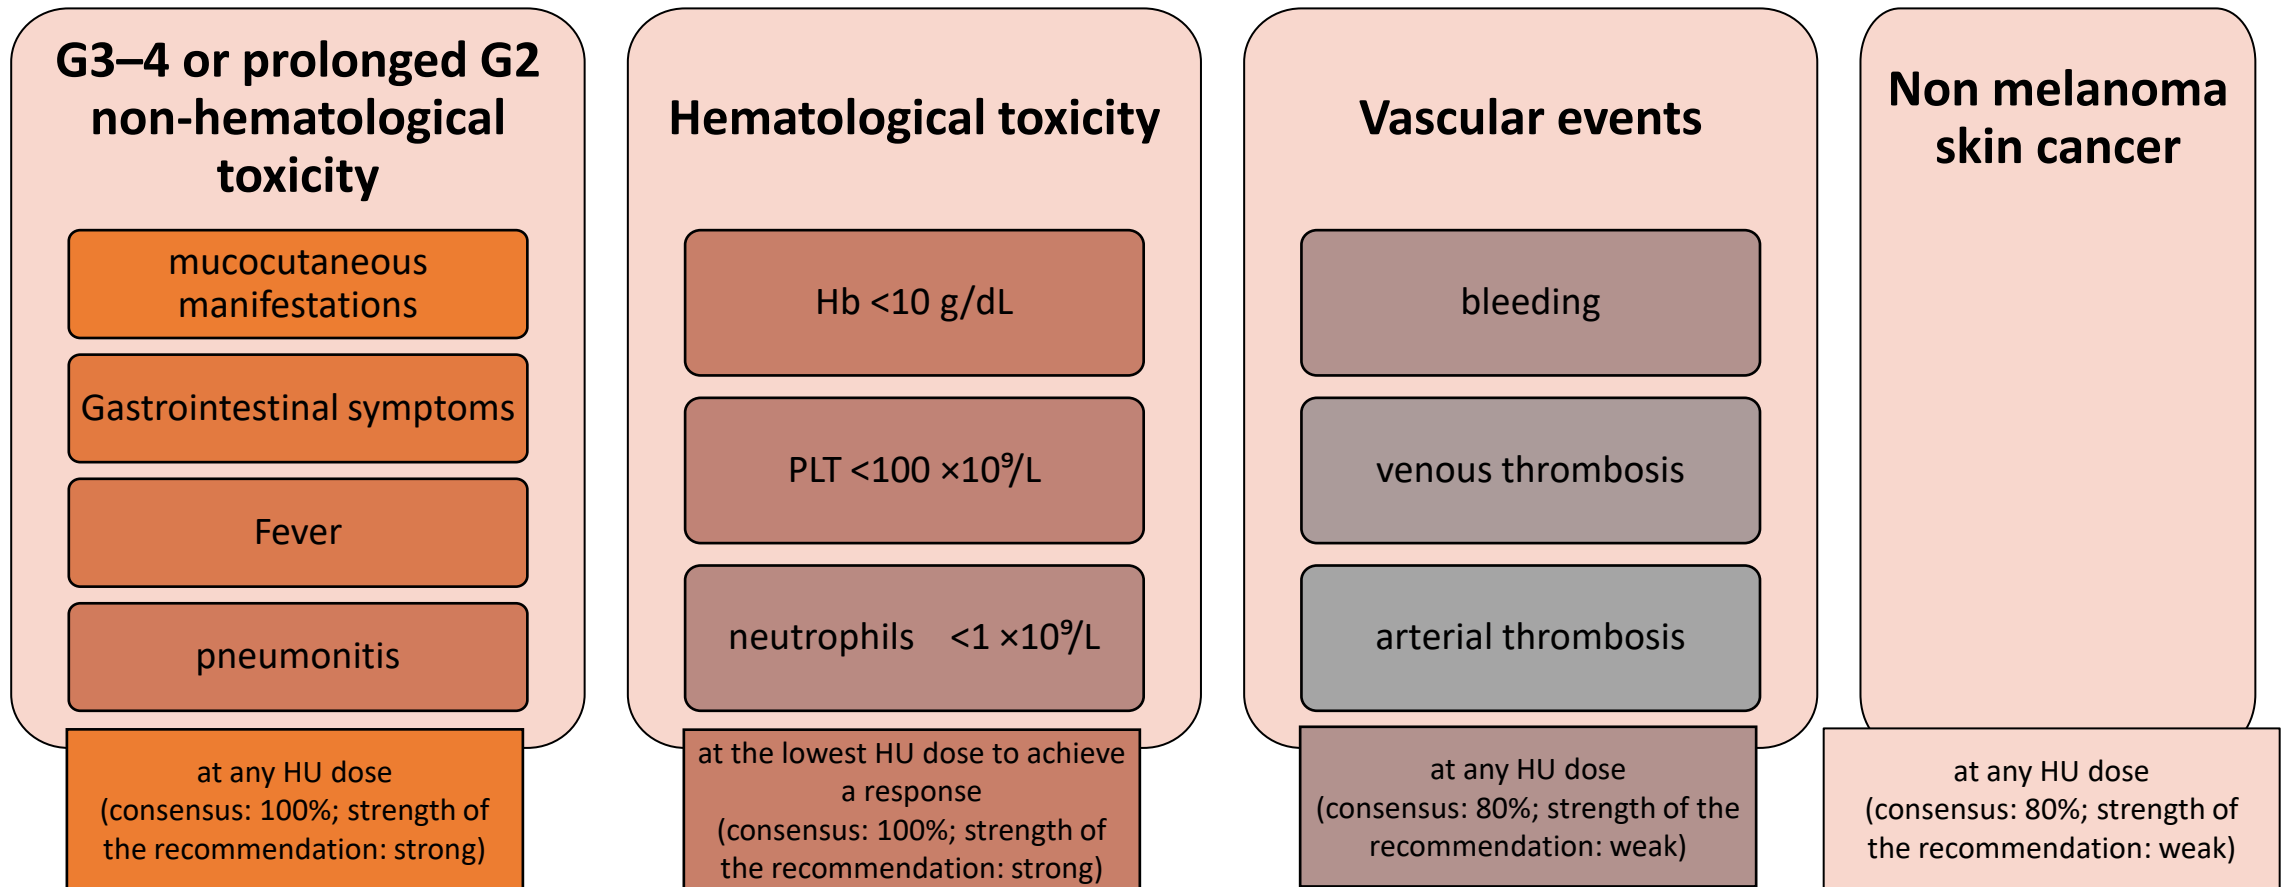 G3–4 or prolonged G2
non-hematological
toxicity
mucocutaneous
manifestations
Gastrointestinal symptoms
Fever
pneumonitis
at any HU dose
(consensus: 100%; strength of
the recommendation: strong)
Hematological toxicity
Hb <10 g/dL
PLT <100 ×10⁹/L
neutrophils <1 ×10⁹/L
at the lowest HU dose to achieve
a response
(consensus: 100%; strength of
the recommendation: strong)
Vascular events
bleeding
venous thrombosis
arterial thrombosis
at any HU dose
(consensus: 80%; strength of the
recommendation: weak)
Non melanoma
skin cancer
at any HU dose
(consensus: 80%; strength of
the recommendation: weak)